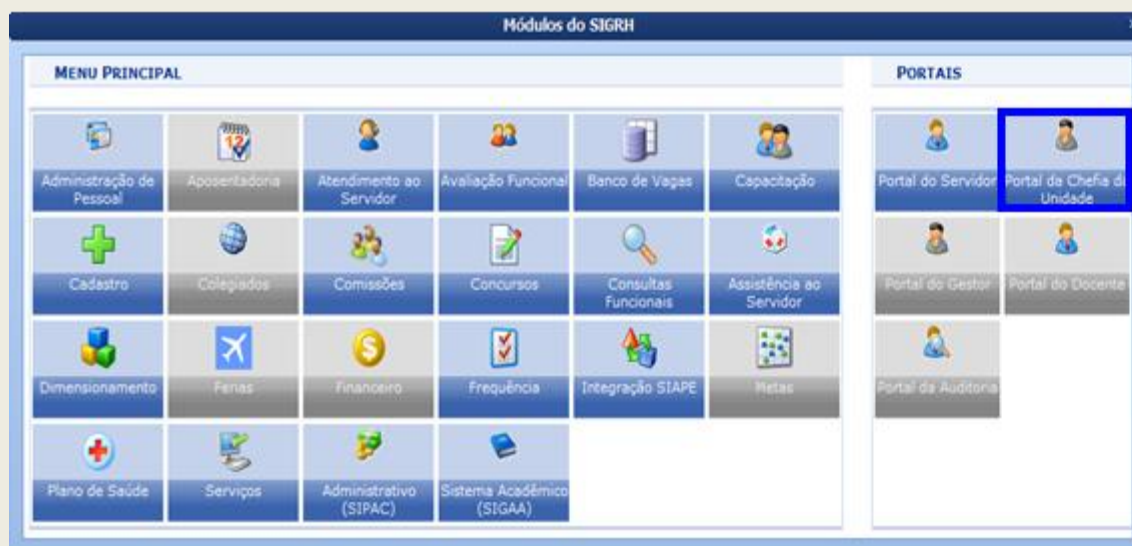 Módulos do SIGRH
MENU PRINCIPAL
PORTAIS
Administração de
Pessoal
Aposentadoria
Atendimento ao
Servidor
Avaliação Funcional
Banco de Vagas
Capacitação
Portal do Servidor
Portal da Chefia da
Unidade
Cadastro
Colegiados
Comissões
Concursos
Consultas
Funcionais
Assistência ao
Servidor
Portal do Gestor
Portal do Docente
Dimensionamento
Ferias
Financeiro
Frequência
Integração SIAPE
Metas
Portal da Auditoria
Plano de Saúde
Serviços
Administrativo
(SIPAC)
Sistema Acadêmico
(SIGAA)